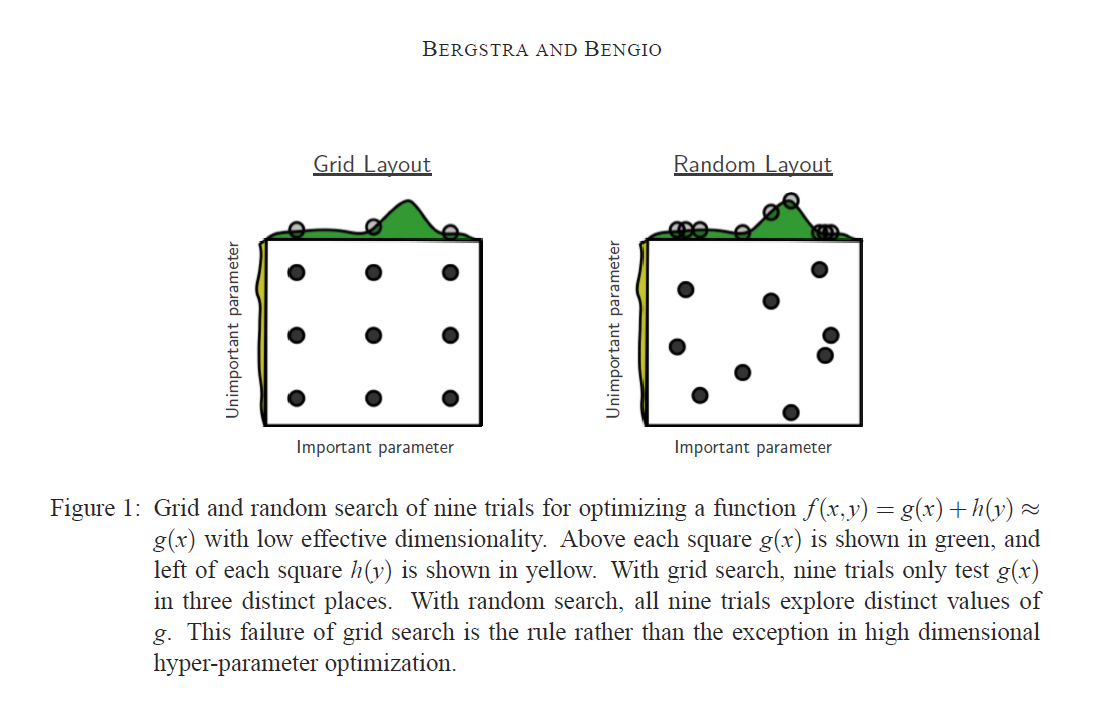 BERGSTRA AND BENGIO
Grid Layout
Unimportant parameter
Important parameter
Random Layout
Unimportant parameter
Important parameter
Figure 1: Grid and random search of nine trials for optimizing a function f(x,y) = g(x) + h(y) ≈
g(x) with low effective dimensionality. Above each square g(x) is shown in green, and
left of each square h(y) is shown in yellow. With grid search, nine trials only test g(x)
in three distinct places. With random search, all nine trials explore distinct values of
g. This failure of grid search is the rule rather than the exception in high dimensional
hyper-parameter optimization.